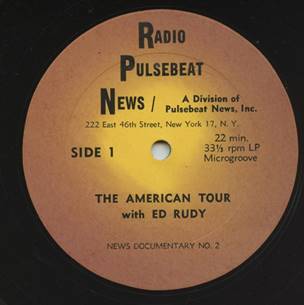 RADIO
PULSEBEAT
NEWS / A Division of
Pulsebeat News, Inc.
222 East 46th Street, New York 17, N. Y.
22 min.
SIDE 1 33⅓ rpm LP
Microgroove
THE AMERICAN TOUR
with ED RUDY
NEWS DOCUMENTARY NO. 2